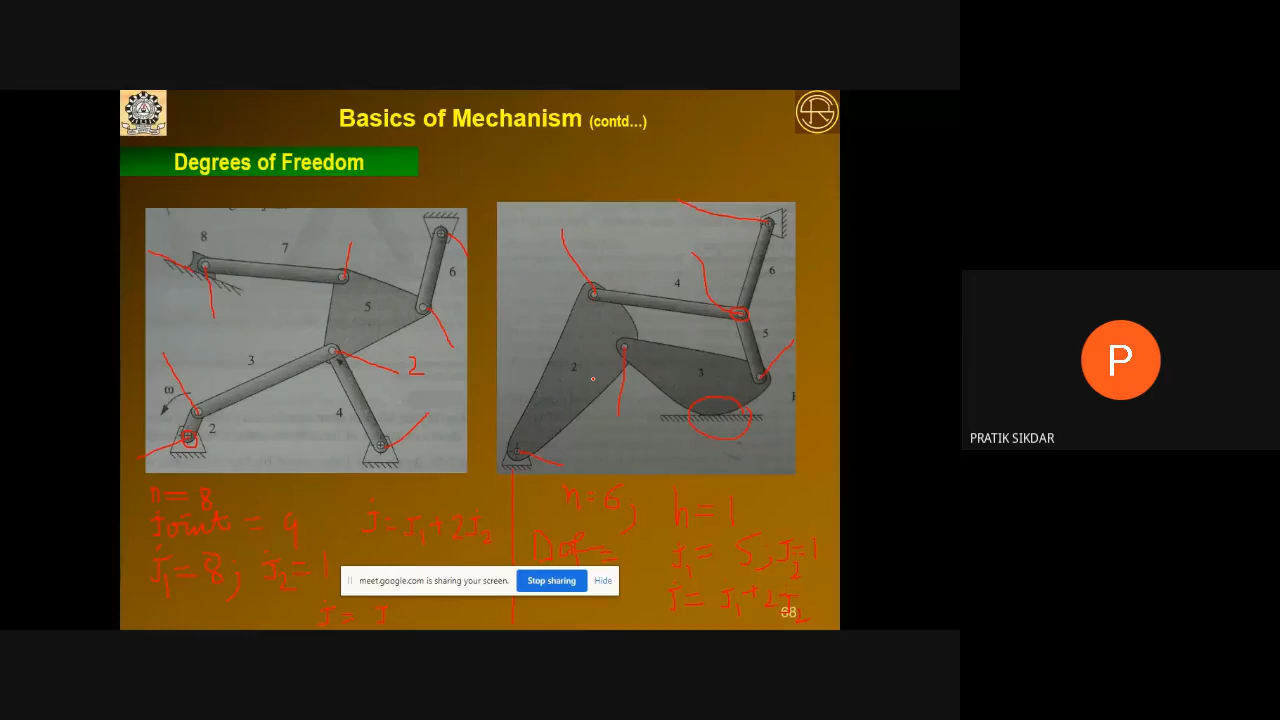 Basics of Mechanism (contd...)
Degrees of Freedom
8
7
6
5
3
2
ω
4
2
n = 8
joint = 9
j = j1 + 2j2
j1 = 8; j2 = 1
4
6
5
2
3
n = 6;
h = 1
DoF =
j1 = 5, j2 = 1
j = j1 + 2j2
meet.google.com is sharing your screen.
Stop sharing
Hide
68
P
PRATIK SIKDAR